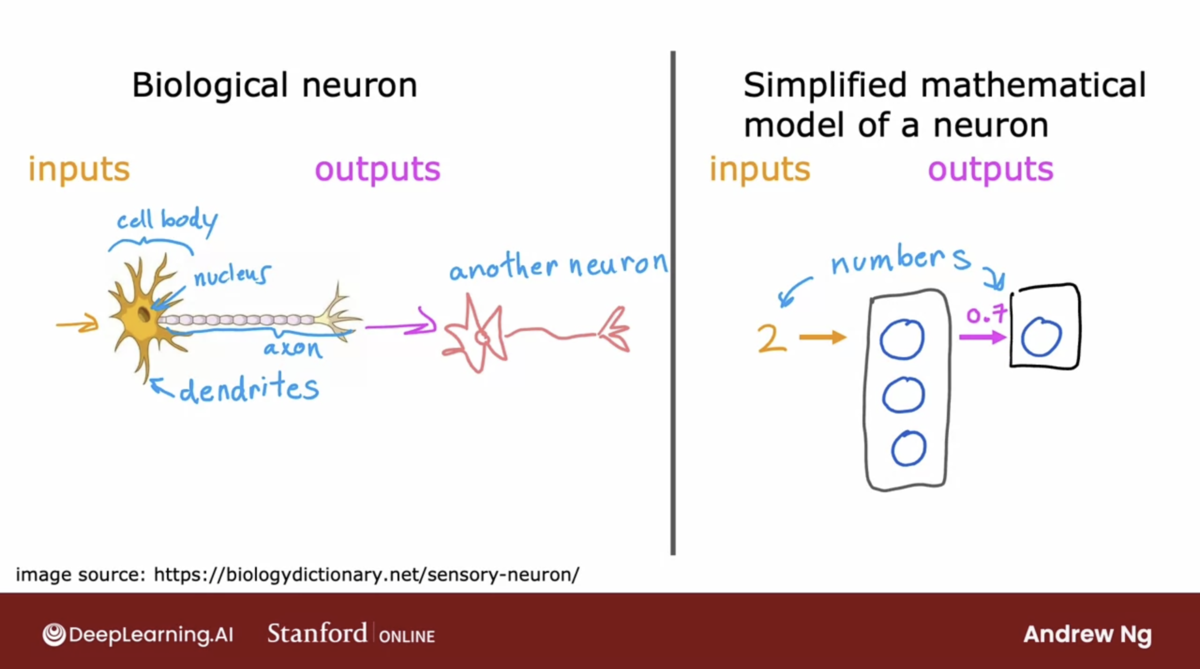 Biological neuron
inputs
outputs
cell body
nucleus
axon
dendrites
another neuron
Simplified mathematical
model of a neuron
inputs
outputs
numbers
2
0.7
image source: https://biologydictionary.net/sensory-neuron/
DeepLearning.AI
Stanford | ONLINE
Andrew Ng